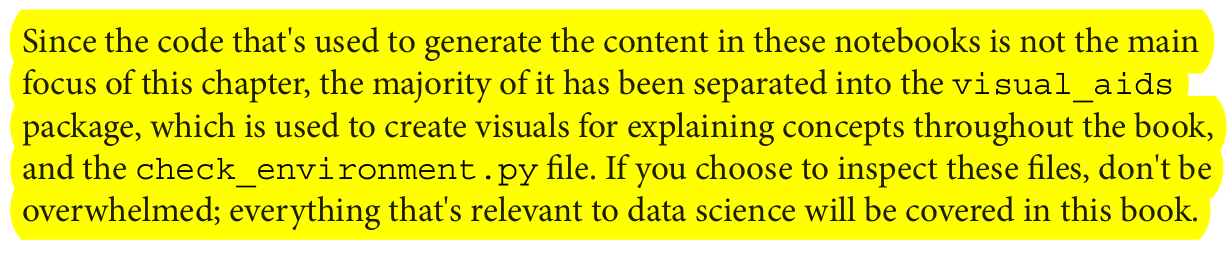 Since the code that's used to generate the content in these notebooks is not the main
focus of this chapter, the majority of it has been separated into the visual_aids
package, which is used to create visuals for explaining concepts throughout the book,
and the check_environment.py file. If you choose to inspect these files, don't be
overwhelmed; everything that's relevant to data science will be covered in this book.